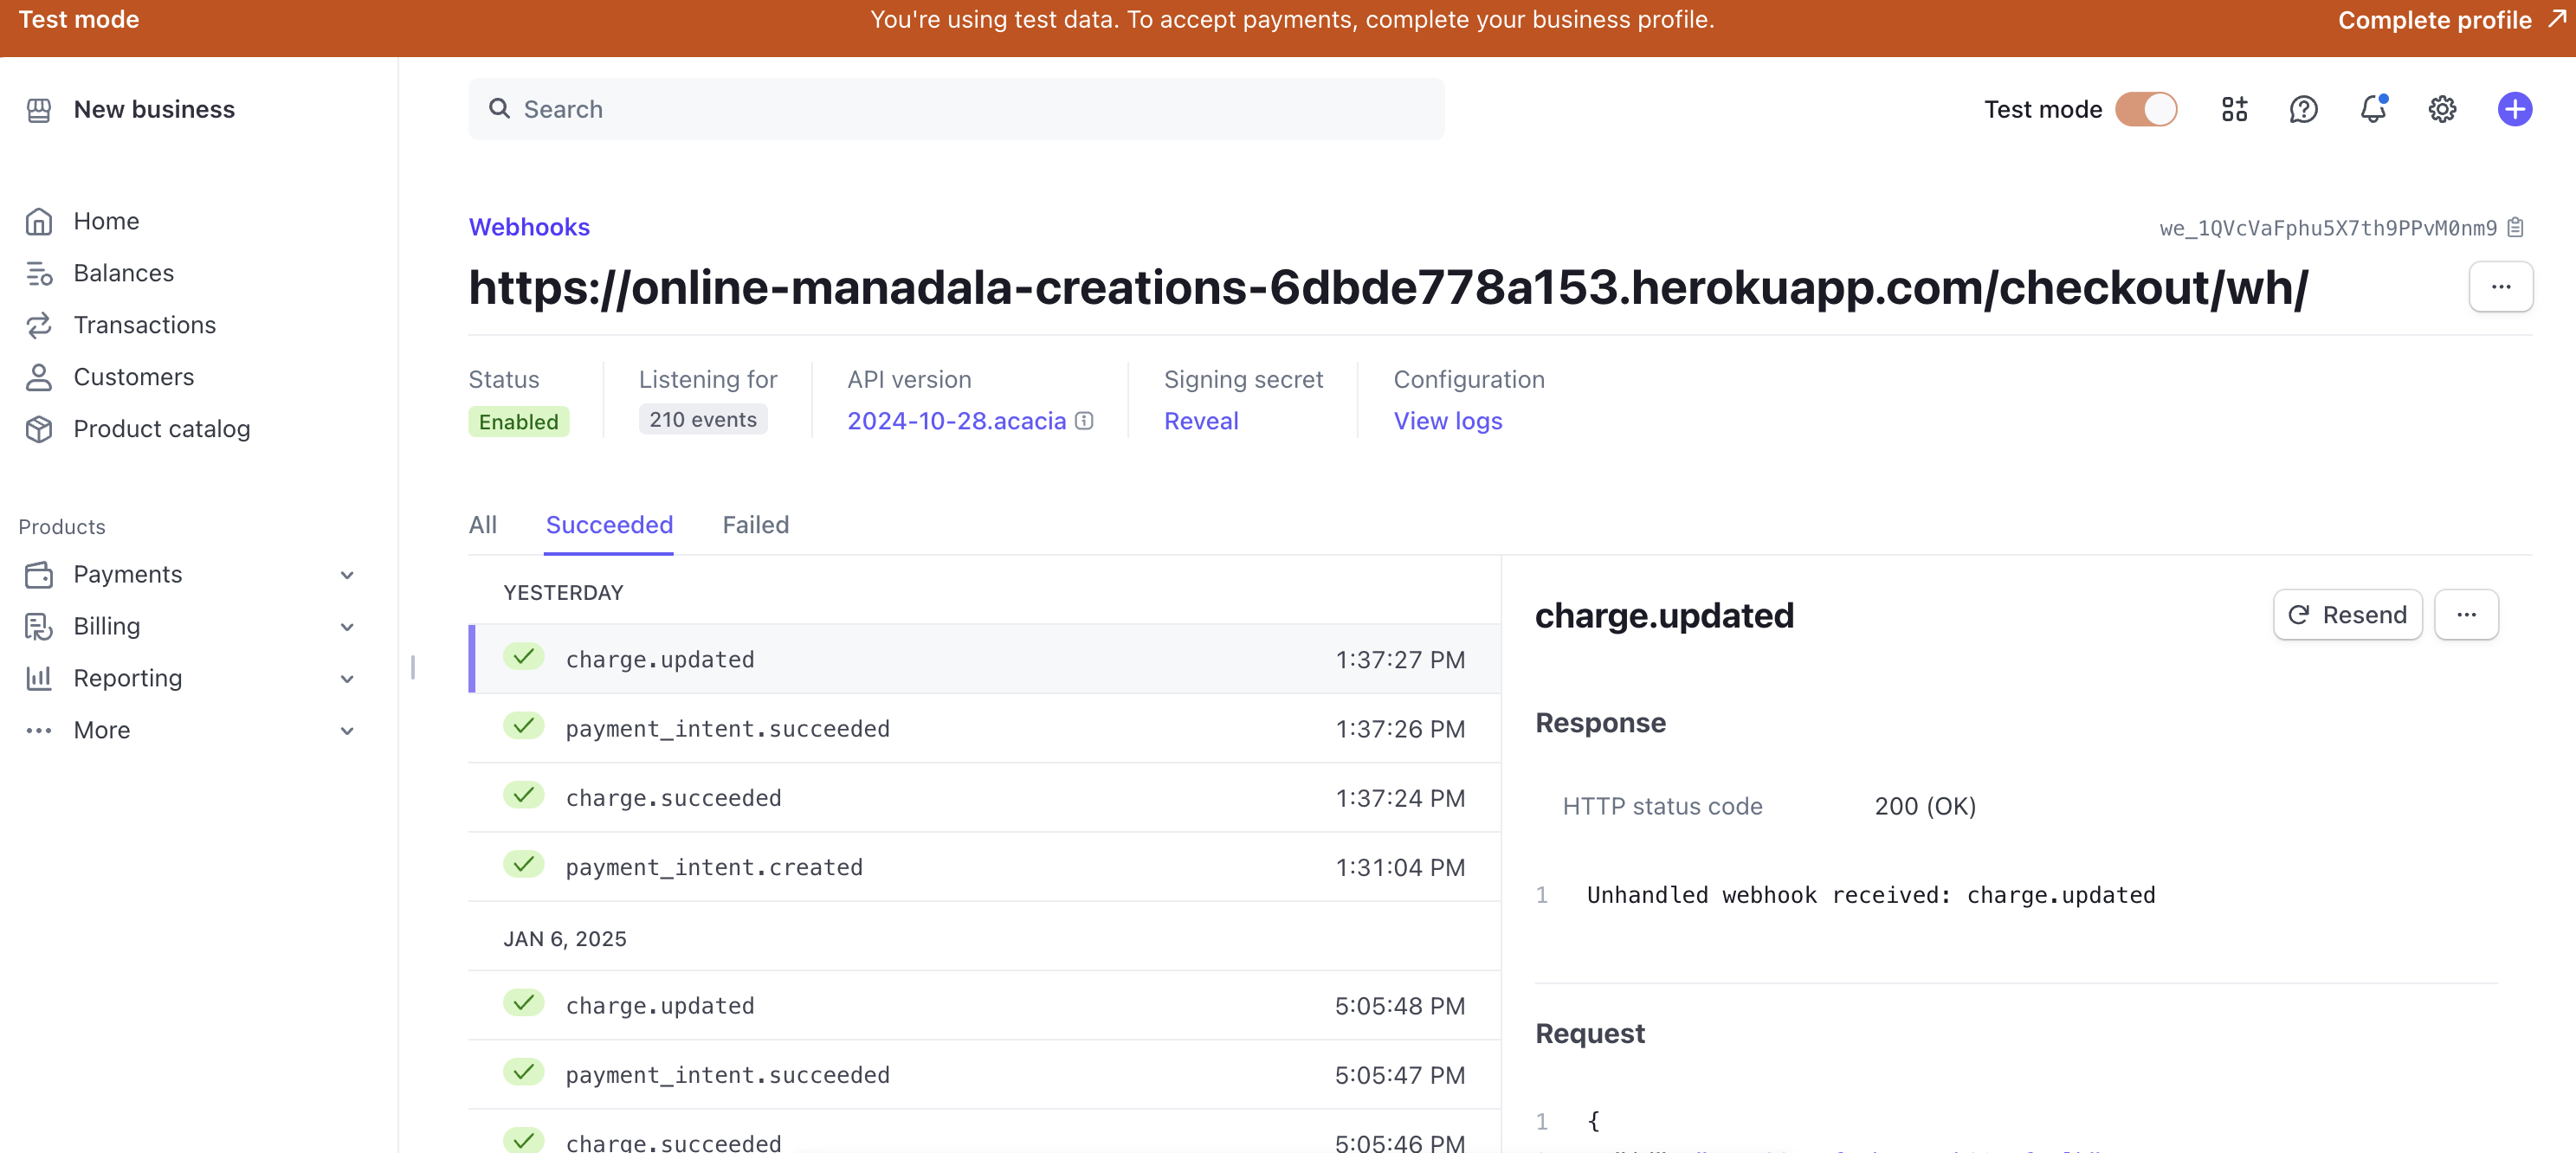 Test mode
You're using test data. To accept payments, complete your business profile.
Complete profile
New business
Search
Test mode
Home
Balances
Transactions
Customers
Product catalog
Products
Payments
Billing
Reporting
More
Webhooks
we_1QVcVaFphu5X7th9PPvM0nm9
https://online-manadala-creations-6dbde778a153.herokuapp.com/checkout/wh/
Status
Enabled
Listening for
210 events
API version
2024-10-28.acacia
Signing secret
Reveal
Configuration
View logs
All
Succeeded
Failed
YESTERDAY
charge.updated 1:37:27 PM
payment_intent.succeeded 1:37:26 PM
charge.succeeded 1:37:24 PM
payment_intent.created 1:31:04 PM
JAN 6, 2025
charge.updated 5:05:48 PM
payment_intent.succeeded 5:05:47 PM
charge.succeeded 5:05:46 PM
charge.updated
Resend
Response
HTTP status code 200 (OK)
1 Unhandled webhook received: charge.updated
Request
1 {